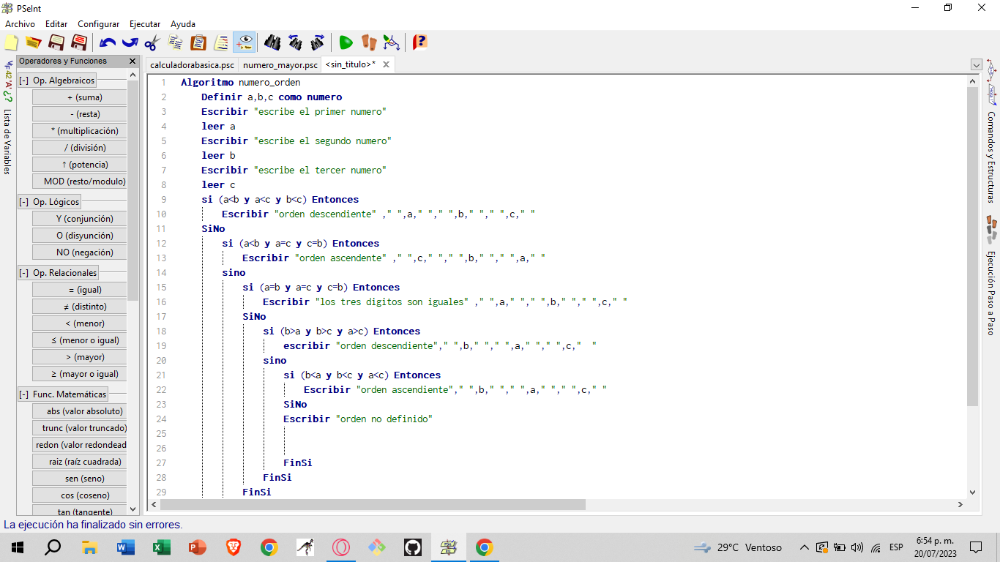 PSeInt
Archivo Editar Configurar Ejecutar Ayuda
Operadores y Funciones
calculadorabasica.psc numero_mayor.psc <sin_titulo>*
Lista de Variables
*+=< 42 'A' ¿?
[-] Op. Algebraicos
+ (suma)
- (resta)
* (multiplicación)
/ (división)
↑ (potencia)
MOD (resto/modulo)
[-] Op. Lógicos
Y (conjunción)
O (disyunción)
NO (negación)
[-] Op. Relacionales
= (igual)
≠ (distinto)
< (menor)
≤ (menor o igual)
> (mayor)
≥ (mayor o igual)
[-] Func. Matemáticas
abs (valor absoluto)
trunc (valor truncado)
redon (valor redondead
raiz (raíz cuadrada)
sen (seno)
cos (coseno)
tan (tangente)
1 Algoritmo numero_orden
2 Definir a,b,c como numero
3 Escribir "escribe el primer numero"
4 leer a
5 Escribir "escribe el segundo numero"
6 leer b
7 Escribir "escribe el tercer numero"
8 leer c
9 si (a<b y a<c y b<c) Entonces
10 Escribir "orden descendiente" ," ",a," "," ",b," "," ",c," "
11 SiNo
12 si (a<b y a=c y c=b) Entonces
13 Escribir "orden ascendente" ," ",c," "," ",b," "," ",a," "
14 sino
15 si (a=b y a=c y c=b) Entonces
16 Escribir "los tres digitos son iguales" ," ",a," "," ",b," "," ",c," "
17 SiNo
18 si (b>a y b>c y a>c) Entonces
19 escribir "orden descendiente"," ",b," "," ",a," "," ",c,"  "
20 sino
21 si (b<a y b<c y a<c) Entonces
22 Escribir "orden ascendiente"," ",b," "," ",a," "," ",c," "
23 SiNo
24 Escribir "orden no definido"
25
26
27 FinSi
28 FinSi
29 FinSi
Comandos y Estructuras
Ejecución Paso a Paso
La ejecución ha finalizado sin errores.
29°C Ventoso
ESP
6:54 p. m.
20/07/2023